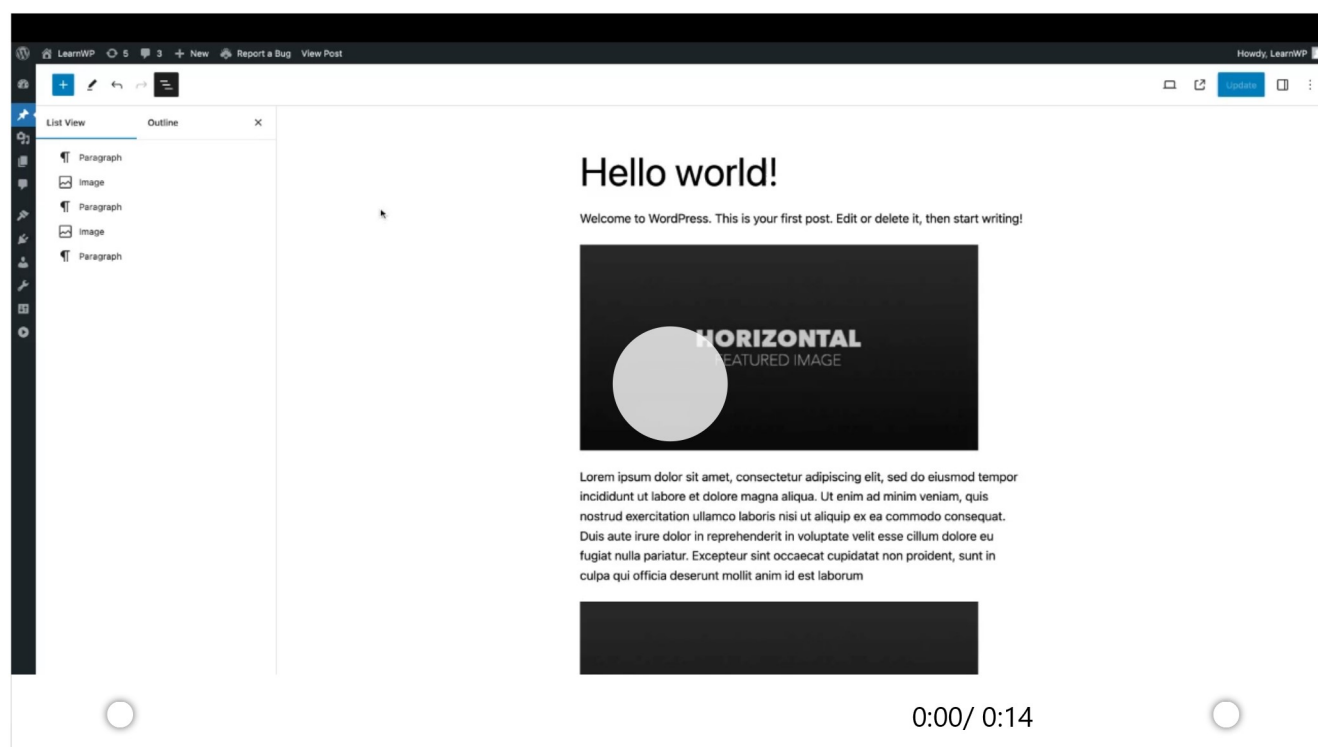 LearnWP 5 3 New Report a Bug View Post Howdy, LearnWP
Update
List View Outline
Paragraph
Image
Paragraph
Image
Paragraph
Hello world!
Welcome to WordPress. This is your first post. Edit or delete it, then start writing!
HORIZONTAL
FEATURED IMAGE
Lorem ipsum dolor sit amet, consectetur adipiscing elit, sed do eiusmod tempor
incididunt ut labore et dolore magna aliqua. Ut enim ad minim veniam, quis
nostrud exercitation ullamco laboris nisi ut aliquip ex ea commodo consequat.
Duis aute irure dolor in reprehenderit in voluptate velit esse cillum dolore eu
fugiat nulla pariatur. Excepteur sint occaecat cupidatat non proident, sunt in
culpa qui officia deserunt mollit anim id est laborum
0:00/ 0:14